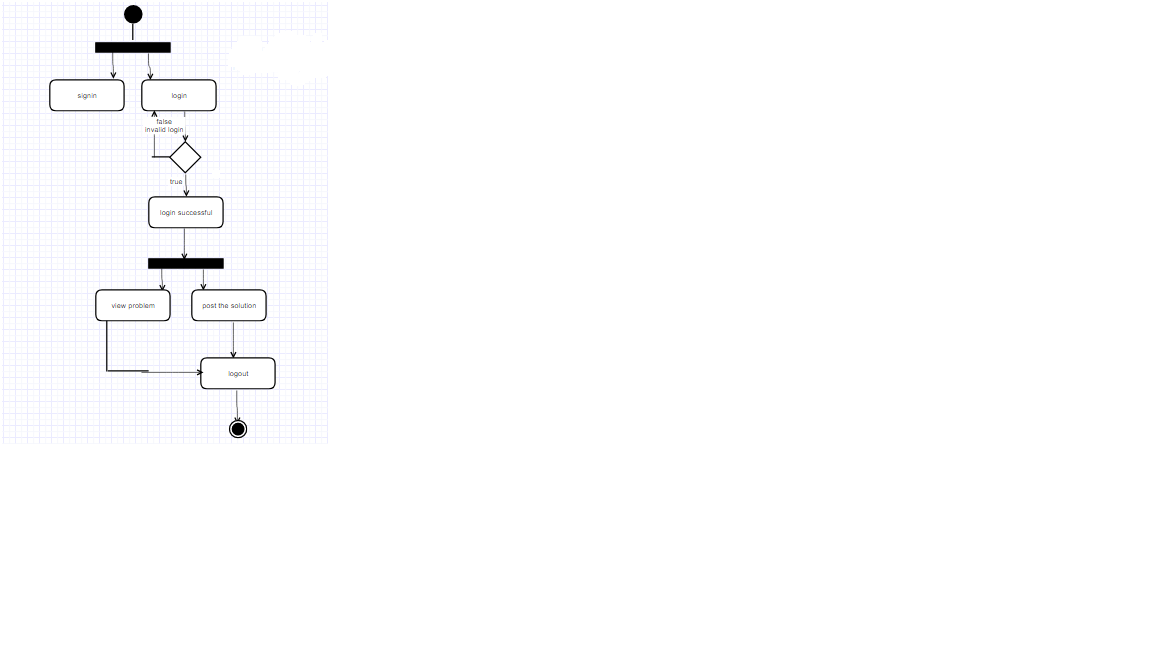 signin
login
false
invalid login
true
login successful
view problem
post the solution
logout